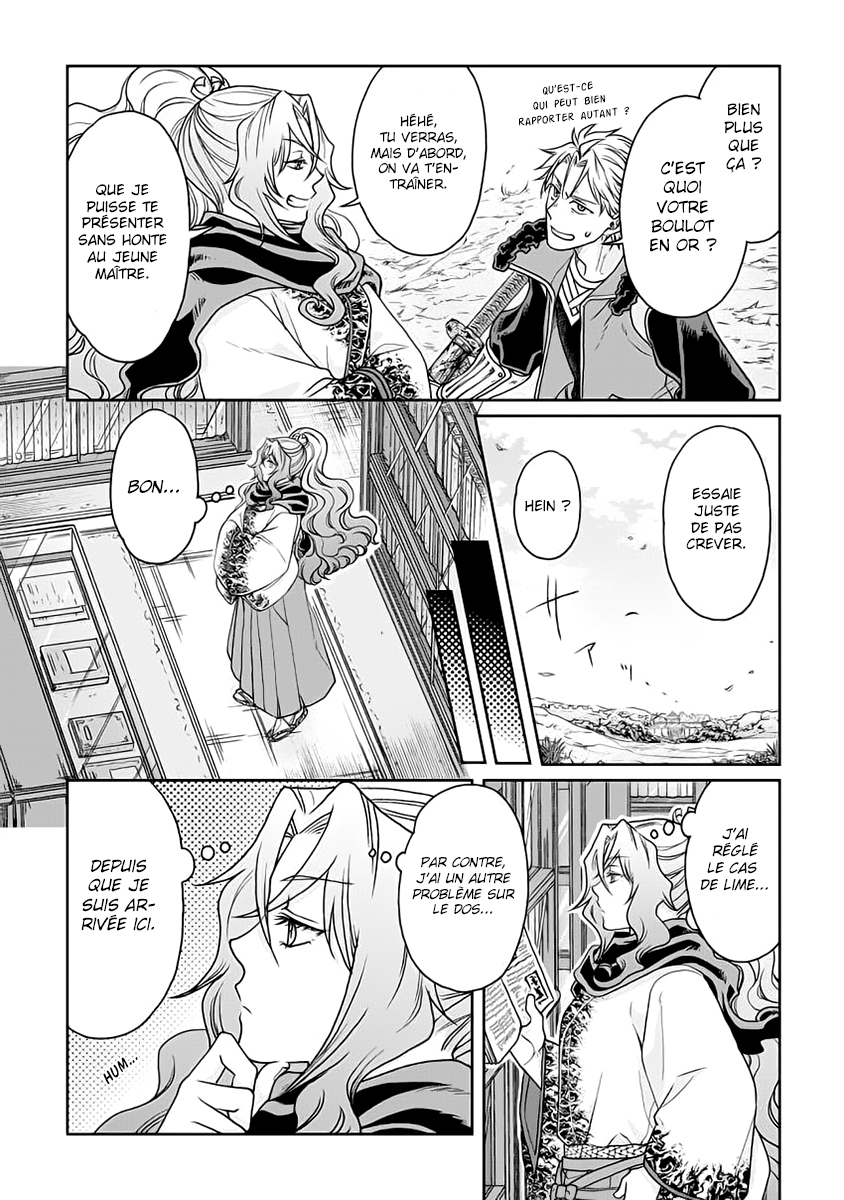 BIEN
PLUS
QUE
ÇA ?
C'EST
QUOI
VOTRE
BOULOT
EN OR ?
QU'EST-CE
QUI PEUT BIEN
RAPPORTER AUTANT ?
HÉHÉ,
TU VERRAS,
MAIS D'ABORD,
ON VA T'EN-
TRAÎNER.
QUE JE
PUISSE TE
PRÉSENTER
SANS HONTE
AU JEUNE
MAÎTRE.
ESSAIE
JUSTE
DE PAS
CREVER.
HEIN ?
BON...
J'AI
RÉGLÉ
LE CAS
DE LIME...
PAR CONTRE,
J'AI UN AUTRE
PROBLÈME SUR
LE DOS...
DEPUIS
QUE JE
SUIS AR-
RIVÉE ICI.
HUM...